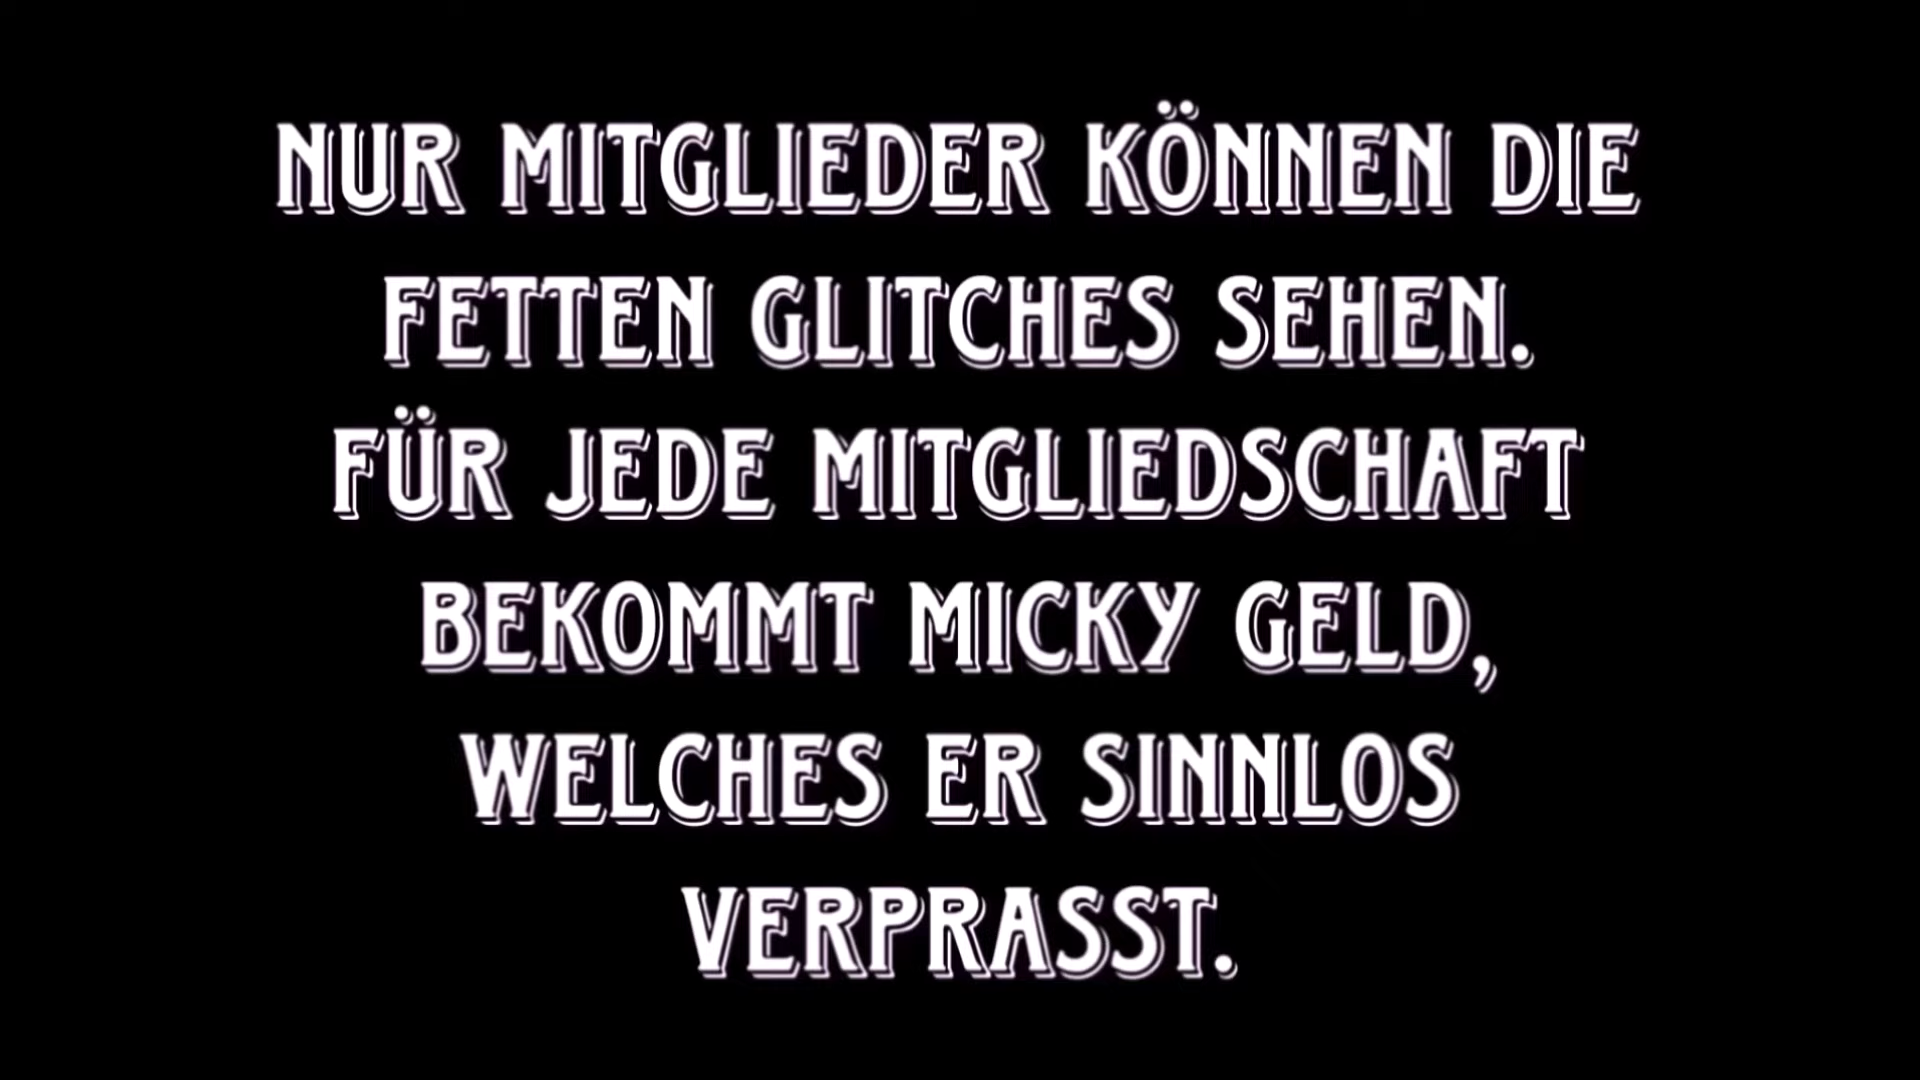 NUR MITGLIEDER KÖNNEN DIE
FETTEN GLITCHES SEHEN.
FÜR JEDE MITGLIEDSCHAFT
BEKOMMT MICKY GELD,
WELCHES ER SINNLOS
VERPRASST.